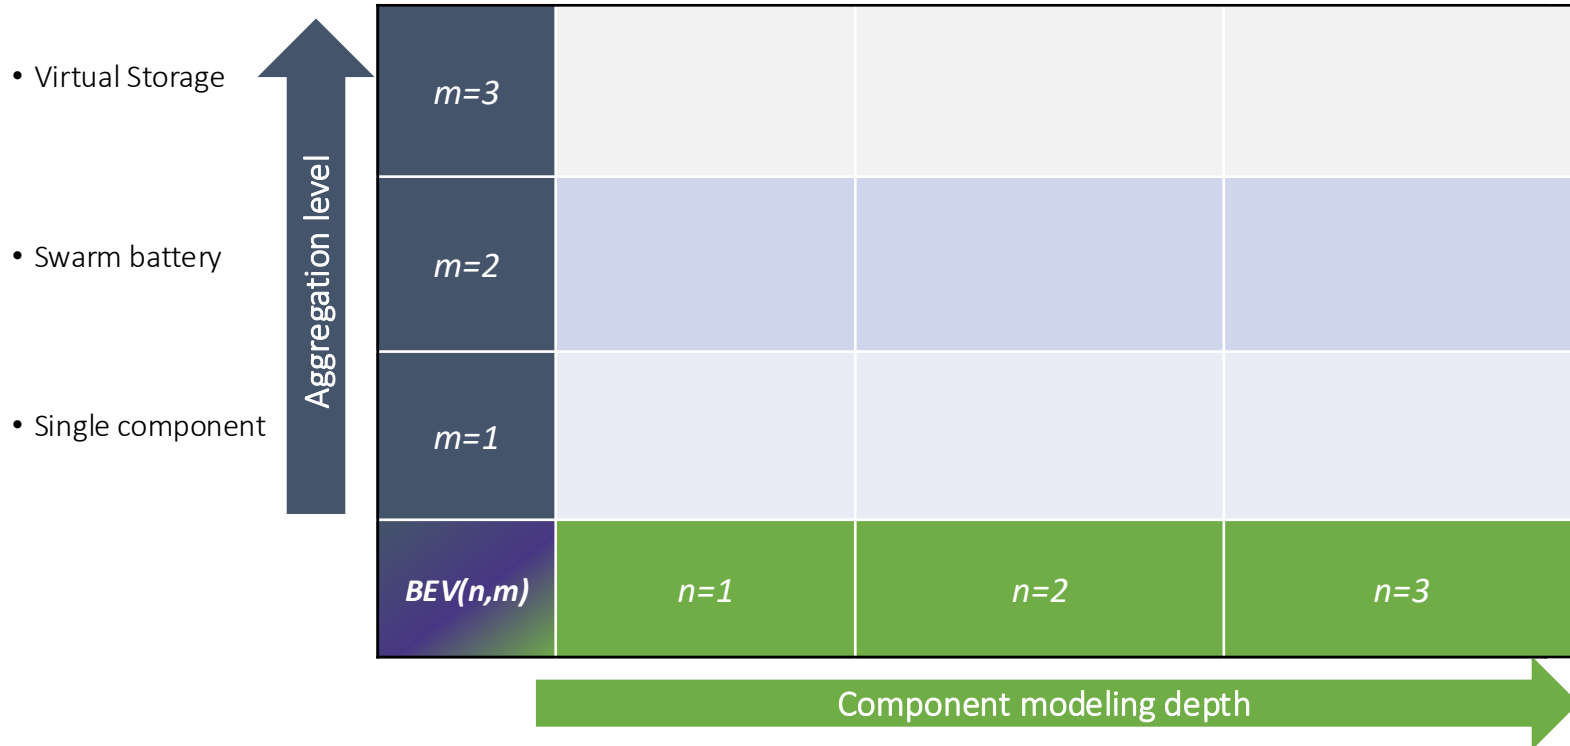 • Virtual Storage
• Swarm battery
• Single component
Aggregation level
m=3
m=2
m=1
BEV(n,m)
n=1
n=2
n=3
Component modeling depth